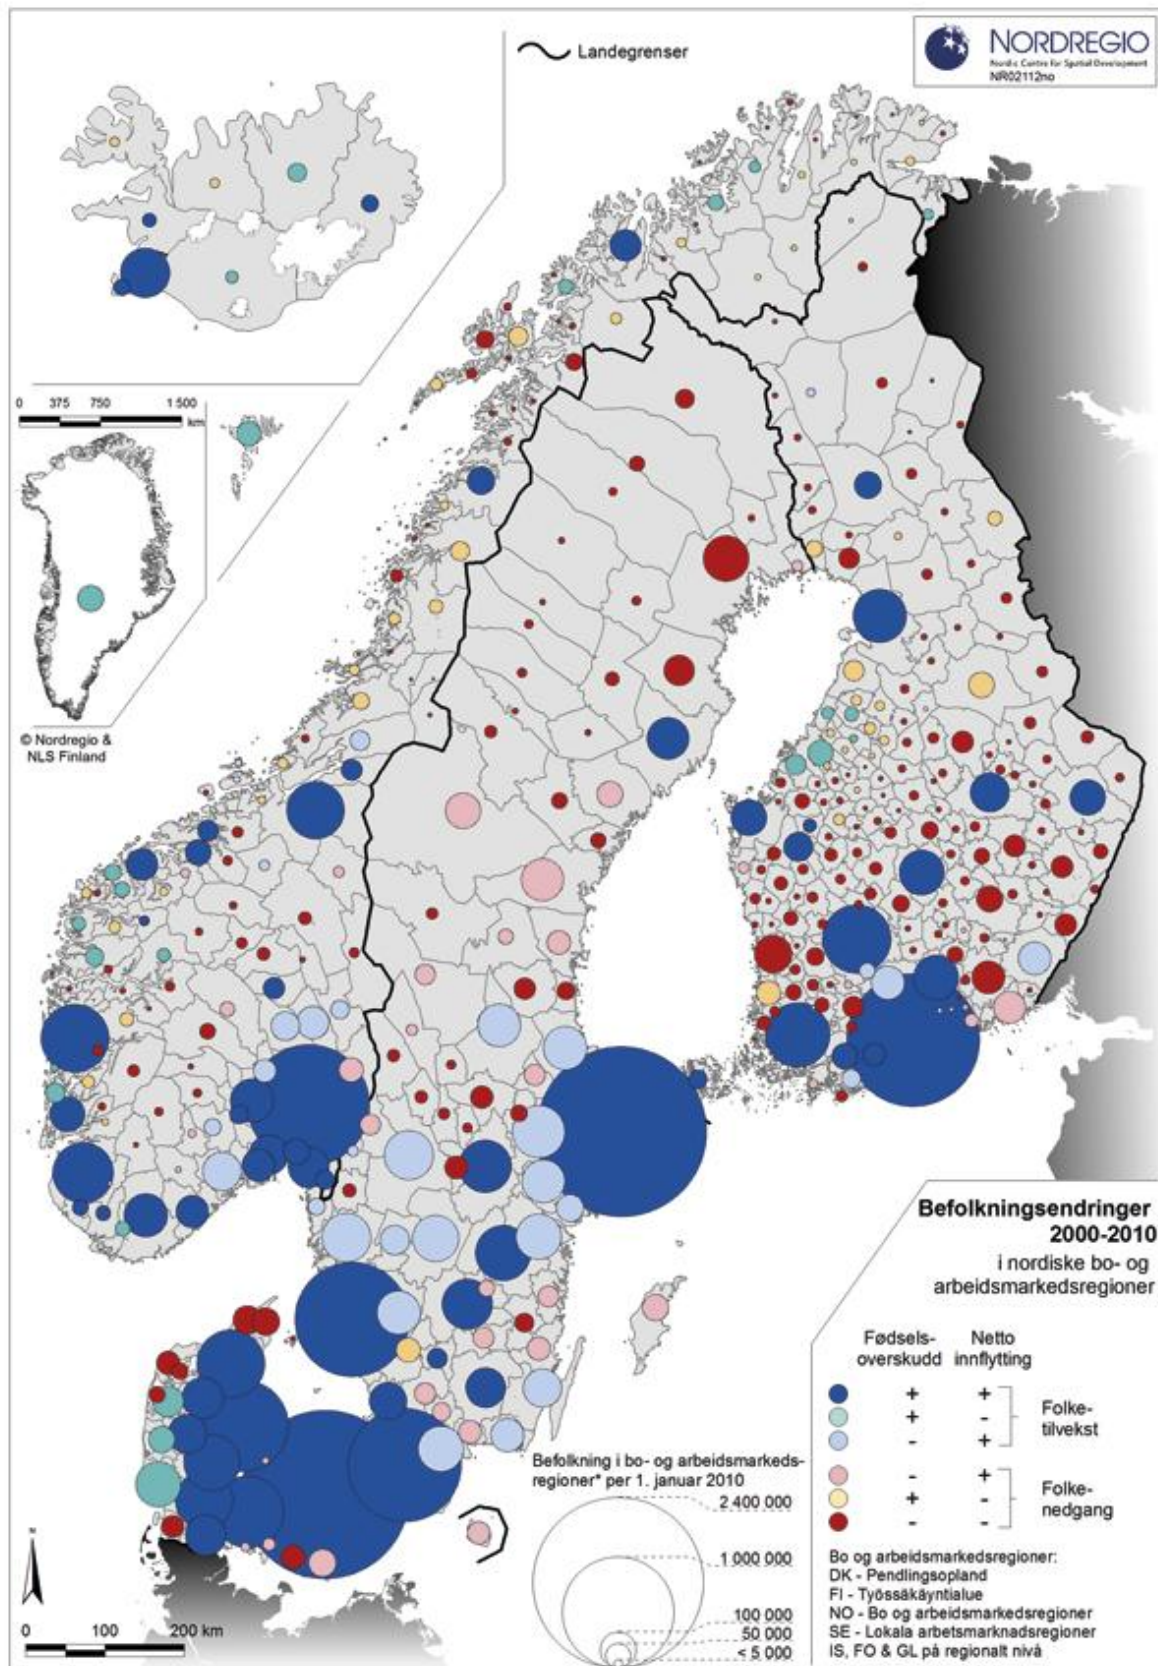 Landegrenser
NORDREGIO
Nordic Centre for Spatial Development
NR02112no
0 375 750 1 500
km
© Nordregio &
NLS Finland
Befolkningsendringer
2000-2010
i nordiske bo- og
arbeidsmarkedsregioner
Fødsels-
overskudd
Netto
innflytting
+ +
+ -
- +
Folke-
tilvekst
- +
+ -
- -
Folke-
nedgang
Bo og arbeidsmarkedsregioner:
DK - Pendlingsopland
FI - Työssäkäyntialue
NO - Bo og arbeidsmarkedsregioner
SE - Lokala arbetsmarknadsregioner
IS, FO & GL på regionalt nivå
Befolkning i bo- og arbeidsmarkeds-
regioner* per 1. januar 2010
2 400 000
1 000 000
100 000
50 000
< 5 000
N
0 100 200 km